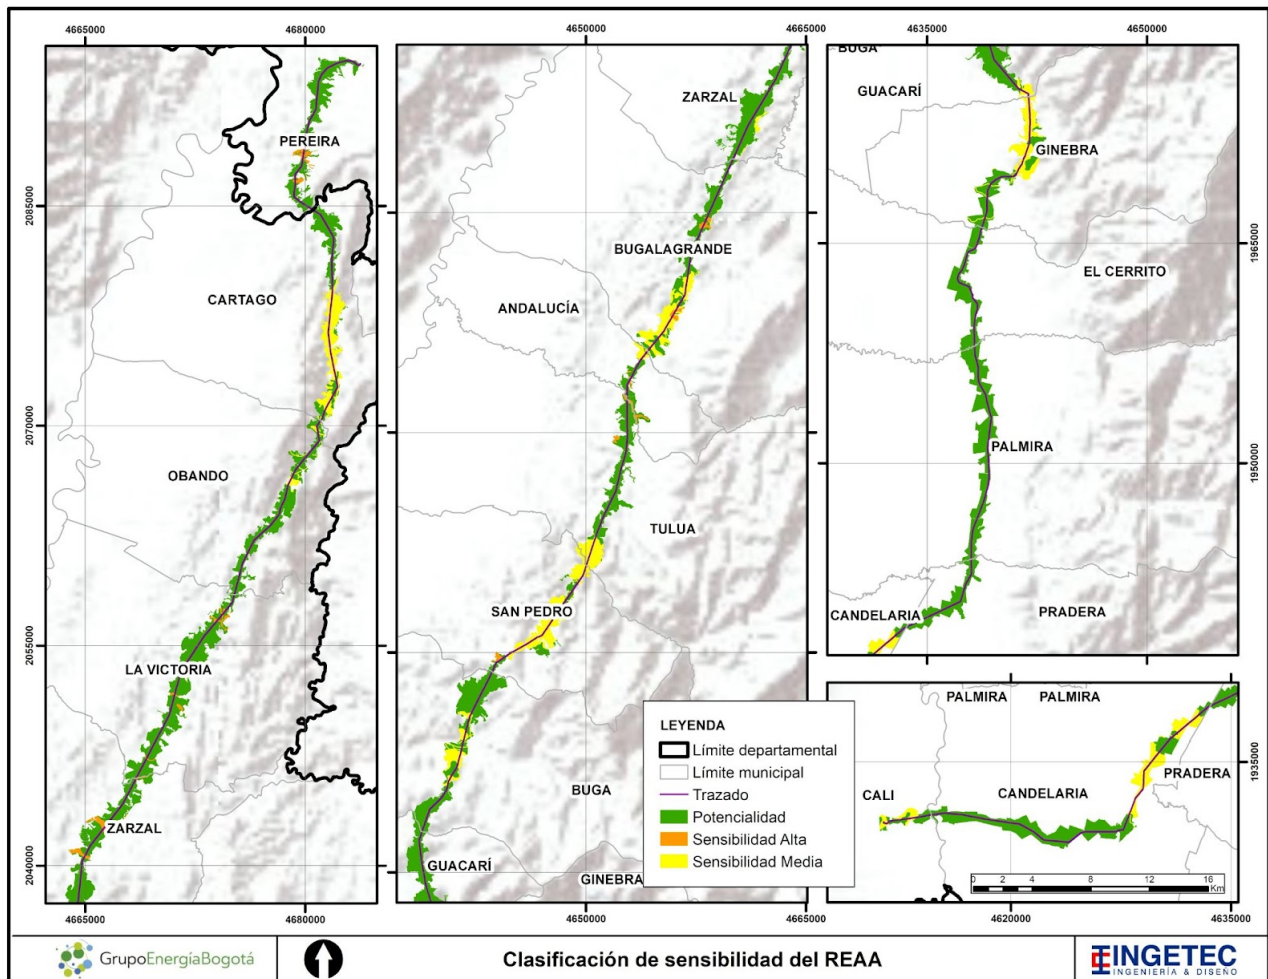 4665000
4680000
2085000
2070000
2055000
2040000
PEREIRA
CARTAGO
OBANDO
LA VICTORIA
ZARZAL
4665000
4680000
4650000
4665000
ZARZAL
BUGALAGRANDE
ANDALUCÍA
TULUA
SAN PEDRO
BUGA
GUACARÍ
GINEBRA
4650000
4665000
4635000
4650000
BUGA
GUACARÍ
GINEBRA
1965000
EL CERRITO
PALMIRA
1950000
CANDELARIA
PRADERA
LEYENDA
Límite departamental
Límite municipal
Trazado
Potencialidad
Sensibilidad Alta
Sensibilidad Media
PALMIRA
PALMIRA
1935000
PRADERA
CALI
CANDELARIA
0 2 4 8 12 16
Km
4620000
4635000
GrupoEnergíaBogotá
Clasificación de sensibilidad del REAA
INGETEC
INGENIERÍA & DISEÑO